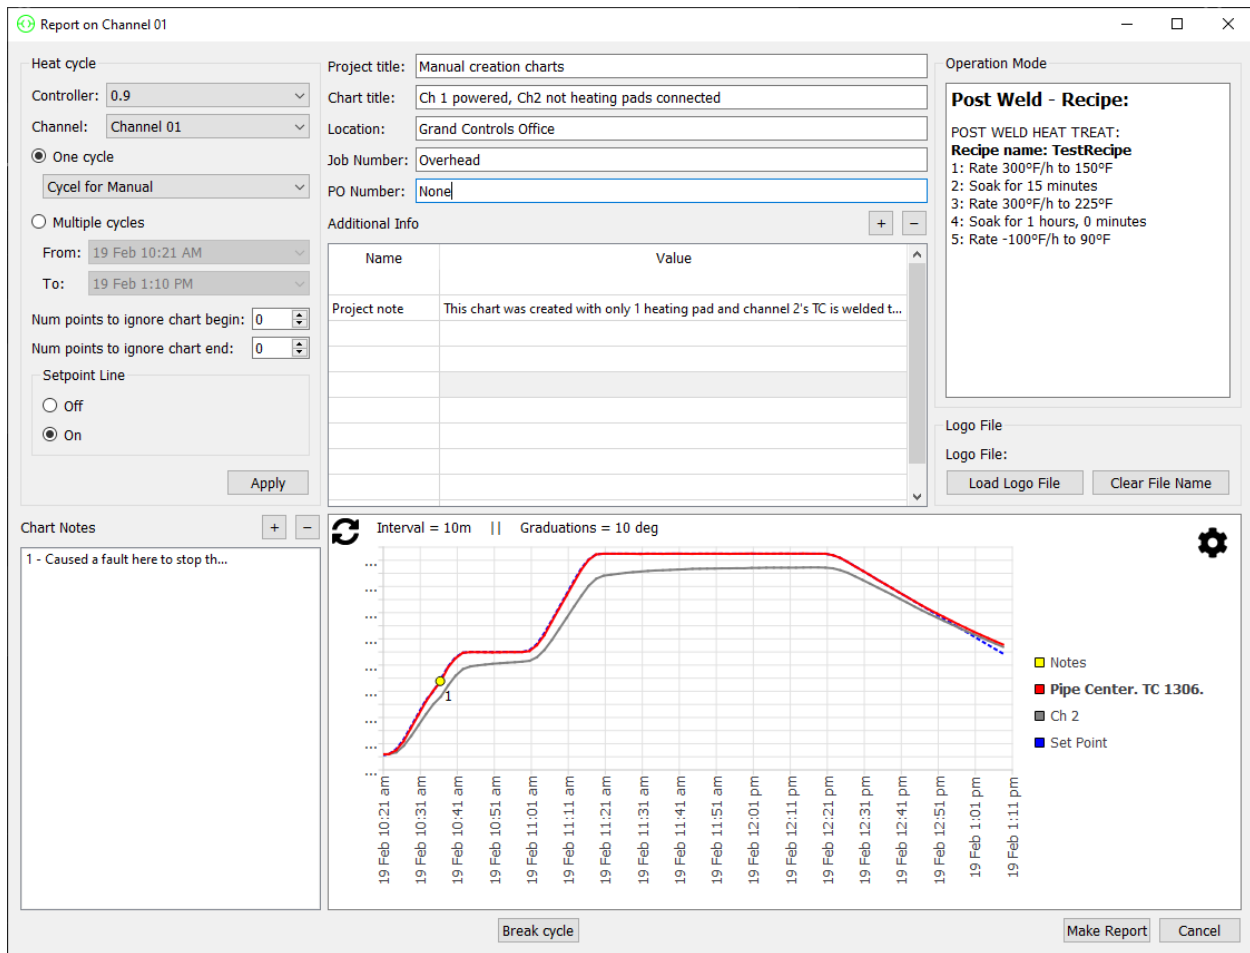 Report on Channel 01
Heat cycle
Controller: 0.9
Channel: Channel 01
One cycle
Cycel for Manual
Multiple cycles
From: 19 Feb 10:21 AM
To: 19 Feb 1:10 PM
Num points to ignore chart begin: 0
Num points to ignore chart end: 0
Setpoint Line
Off
On
Apply
Project title: Manual creation charts
Chart title: Ch 1 powered, Ch2 not heating pads connected
Location: Grand Controls Office
Job Number: Overhead
PO Number: None
Additional Info + -
Name Value
Project note This chart was created with only 1 heating pad and channel 2's TC is welded t...
Operation Mode
Post Weld - Recipe:
POST WELD HEAT TREAT:
Recipe name: TestRecipe
1: Rate 300ºF/h to 150ºF
2: Soak for 15 minutes
3: Rate 300ºF/h to 225ºF
4: Soak for 1 hours, 0 minutes
5: Rate -100ºF/h to 90ºF
Logo File
Logo File:
Load Logo File Clear File Name
Chart Notes + -
1 - Caused a fault here to stop th...
Interval = 10m || Graduations = 10 deg
...
...
...
...
...
...
...
...
...
1
19 Feb 10:21 am
19 Feb 10:31 am
19 Feb 10:41 am
19 Feb 10:51 am
19 Feb 11:01 am
19 Feb 11:11 am
19 Feb 11:21 am
19 Feb 11:31 am
19 Feb 11:41 am
19 Feb 11:51 am
19 Feb 12:01 pm
19 Feb 12:11 pm
19 Feb 12:21 pm
19 Feb 12:31 pm
19 Feb 12:41 pm
19 Feb 12:51 pm
19 Feb 1:01 pm
19 Feb 1:11 pm
Notes
Pipe Center. TC 1306.
Ch 2
Set Point
Break cycle
Make Report Cancel